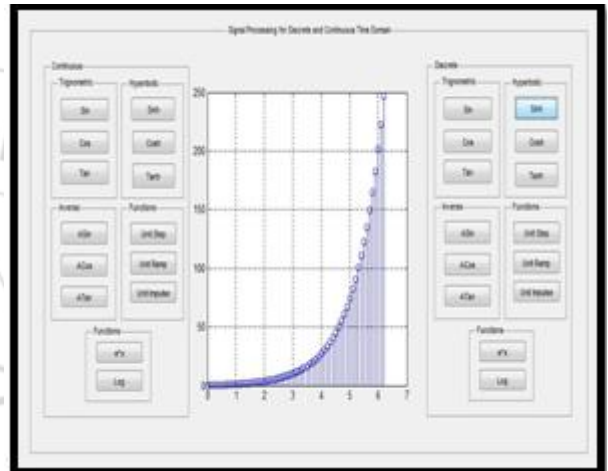 Signal Processing for Discrete and Continuous Time Domain
Continuous
Trigonometric
Hyperbolic
Sin
Sinh
Cos
Cosh
Tan
Tanh
Inverse
Functions
ASin
Unit Step
ACos
Unit Ramp
ATan
Unit Impulse
Functions
e^x
Log
250
200
150
100
50
0
0 1 2 3 4 5 6 7
Discrete
Trigonometric
Hyperbolic
Sin
Sinh
Cos
Cosh
Tan
Tanh
Inverse
Functions
ASin
Unit Step
ACos
Unit Ramp
ATan
Unit Impulse
Functions
e^x
Log